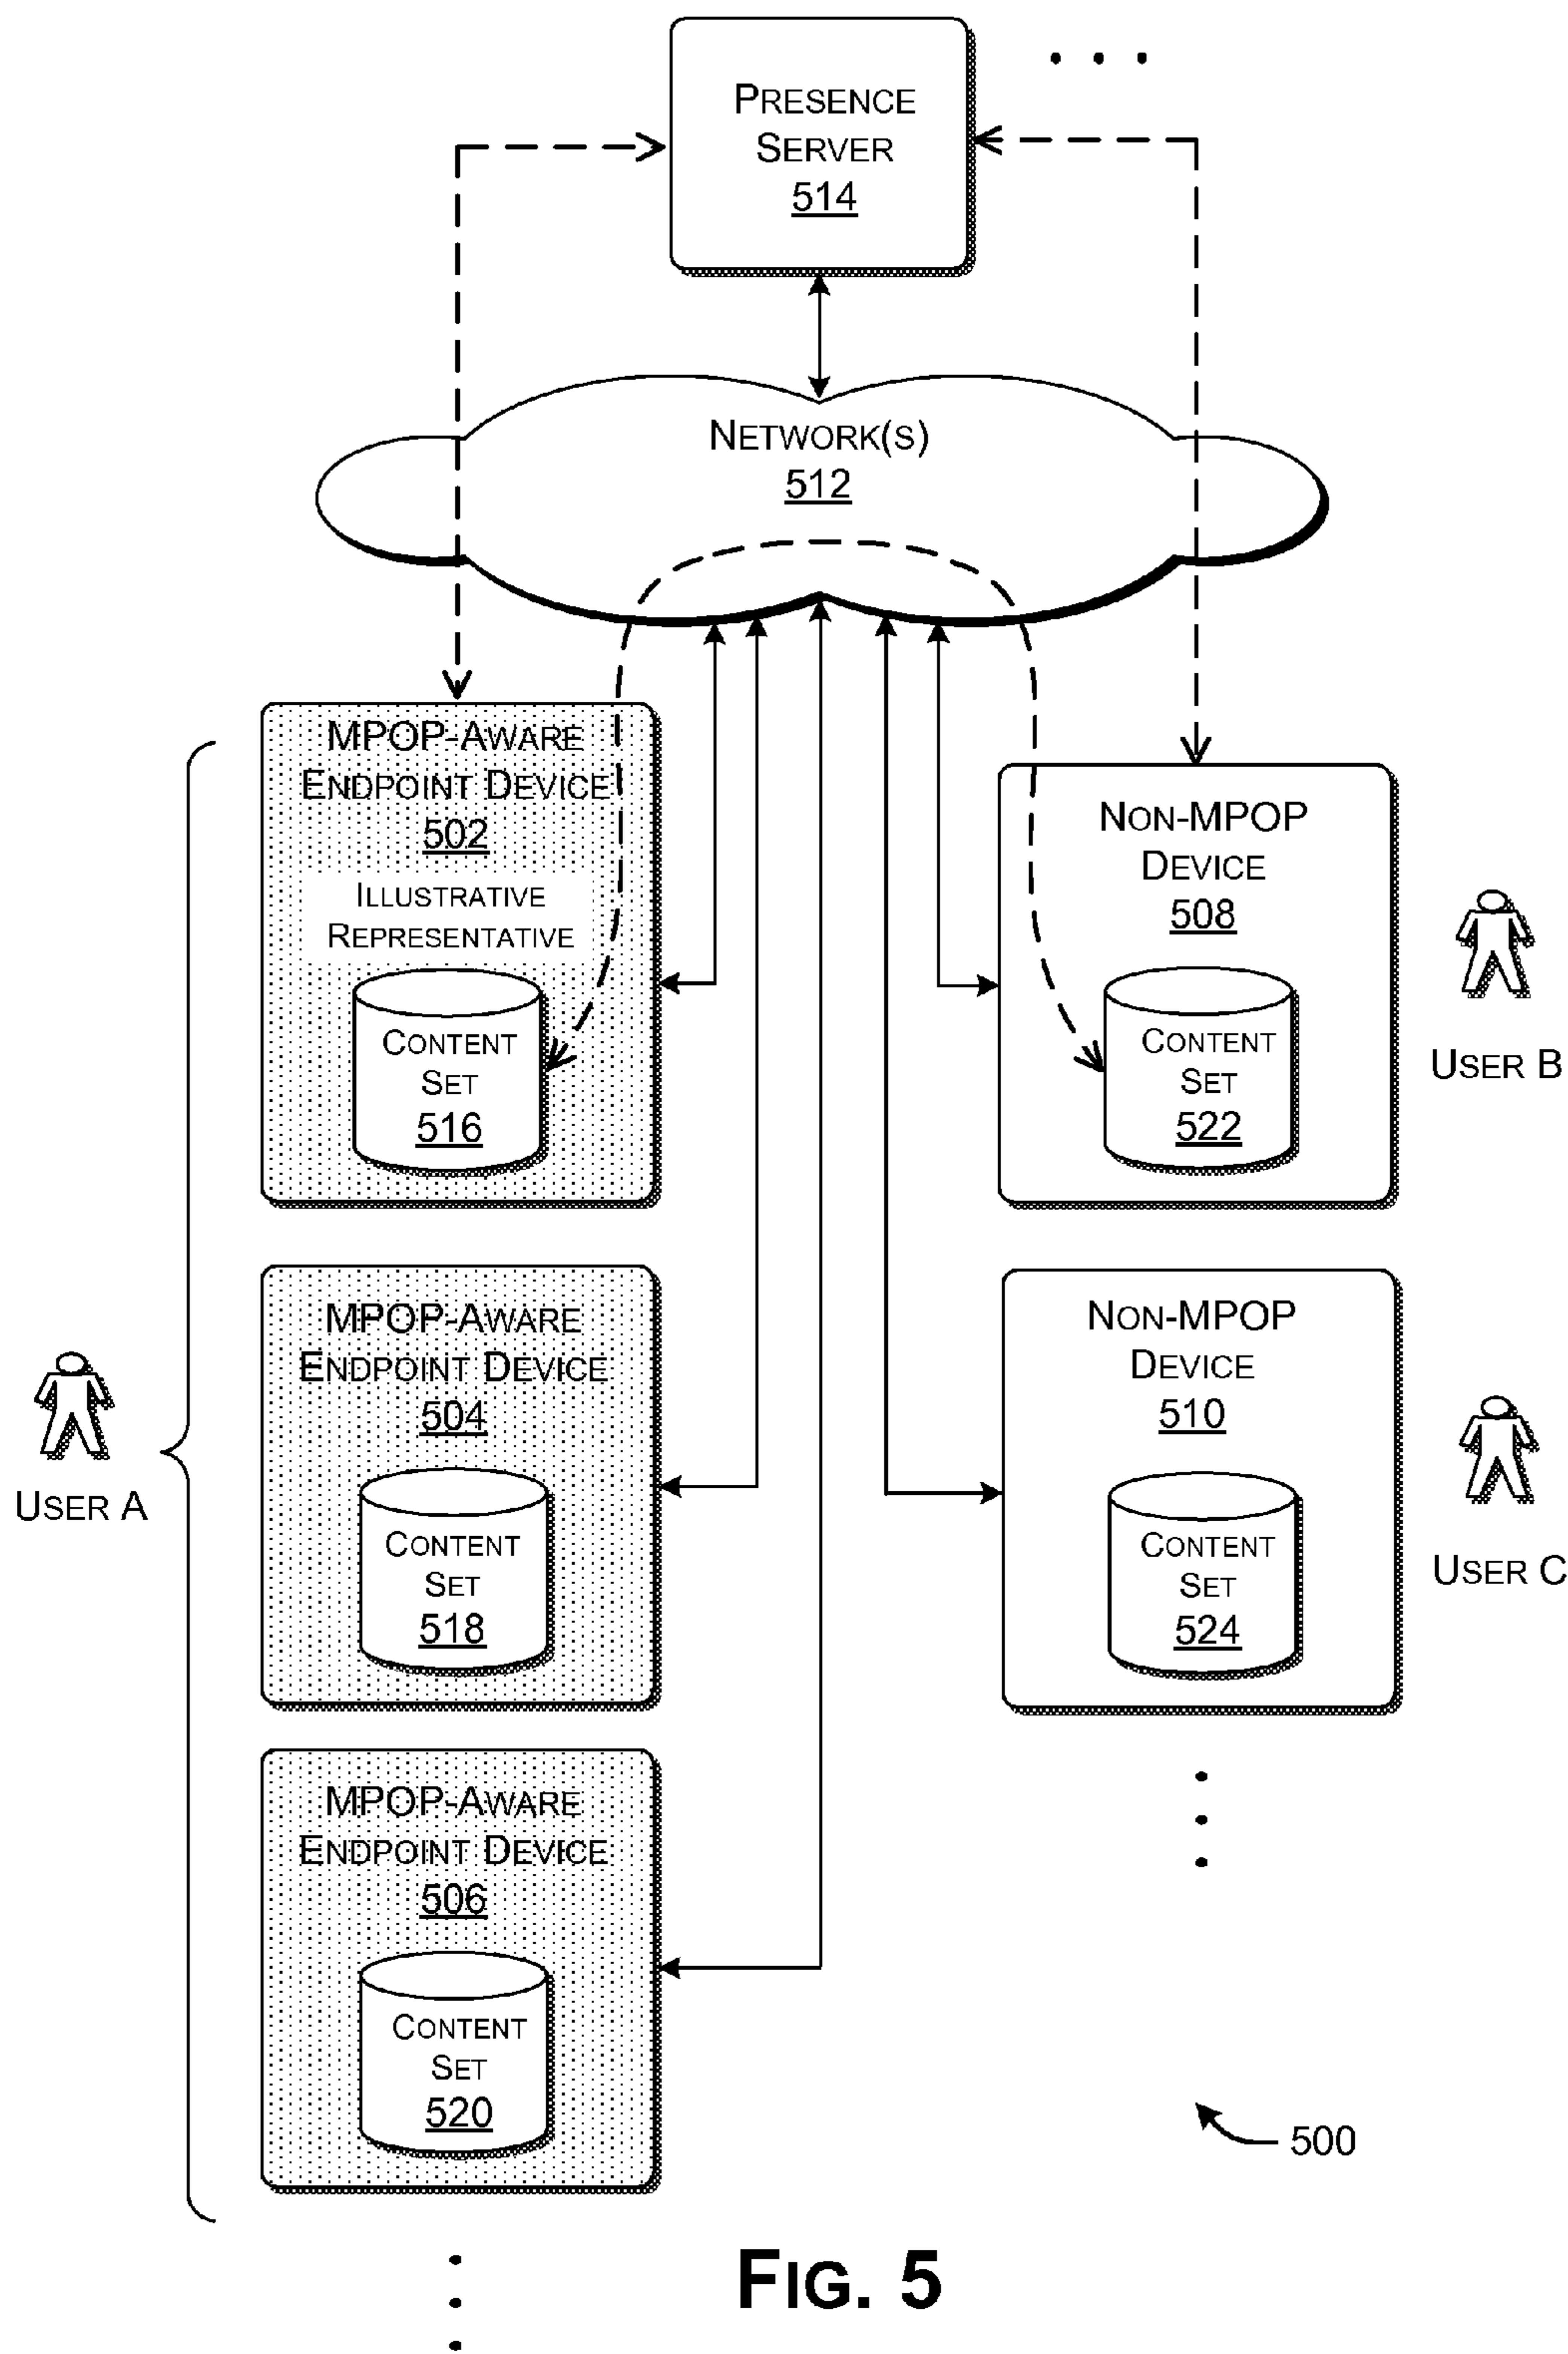 PRESENCE
SERVER
514
NETWORK(S)
512
MPOP-AWARE
ENDPOINT DEVICE
502
ILLUSTRATIVE
REPRESENTATIVE
CONTENT
SET
516
NON-MPOP
DEVICE
508
CONTENT
SET
522
USER B
MPOP-AWARE
ENDPOINT DEVICE
504
CONTENT
SET
518
USER A
NON-MPOP
DEVICE
510
CONTENT
SET
524
USER C
MPOP-AWARE
ENDPOINT DEVICE
506
CONTENT
SET
520
500
FIG. 5